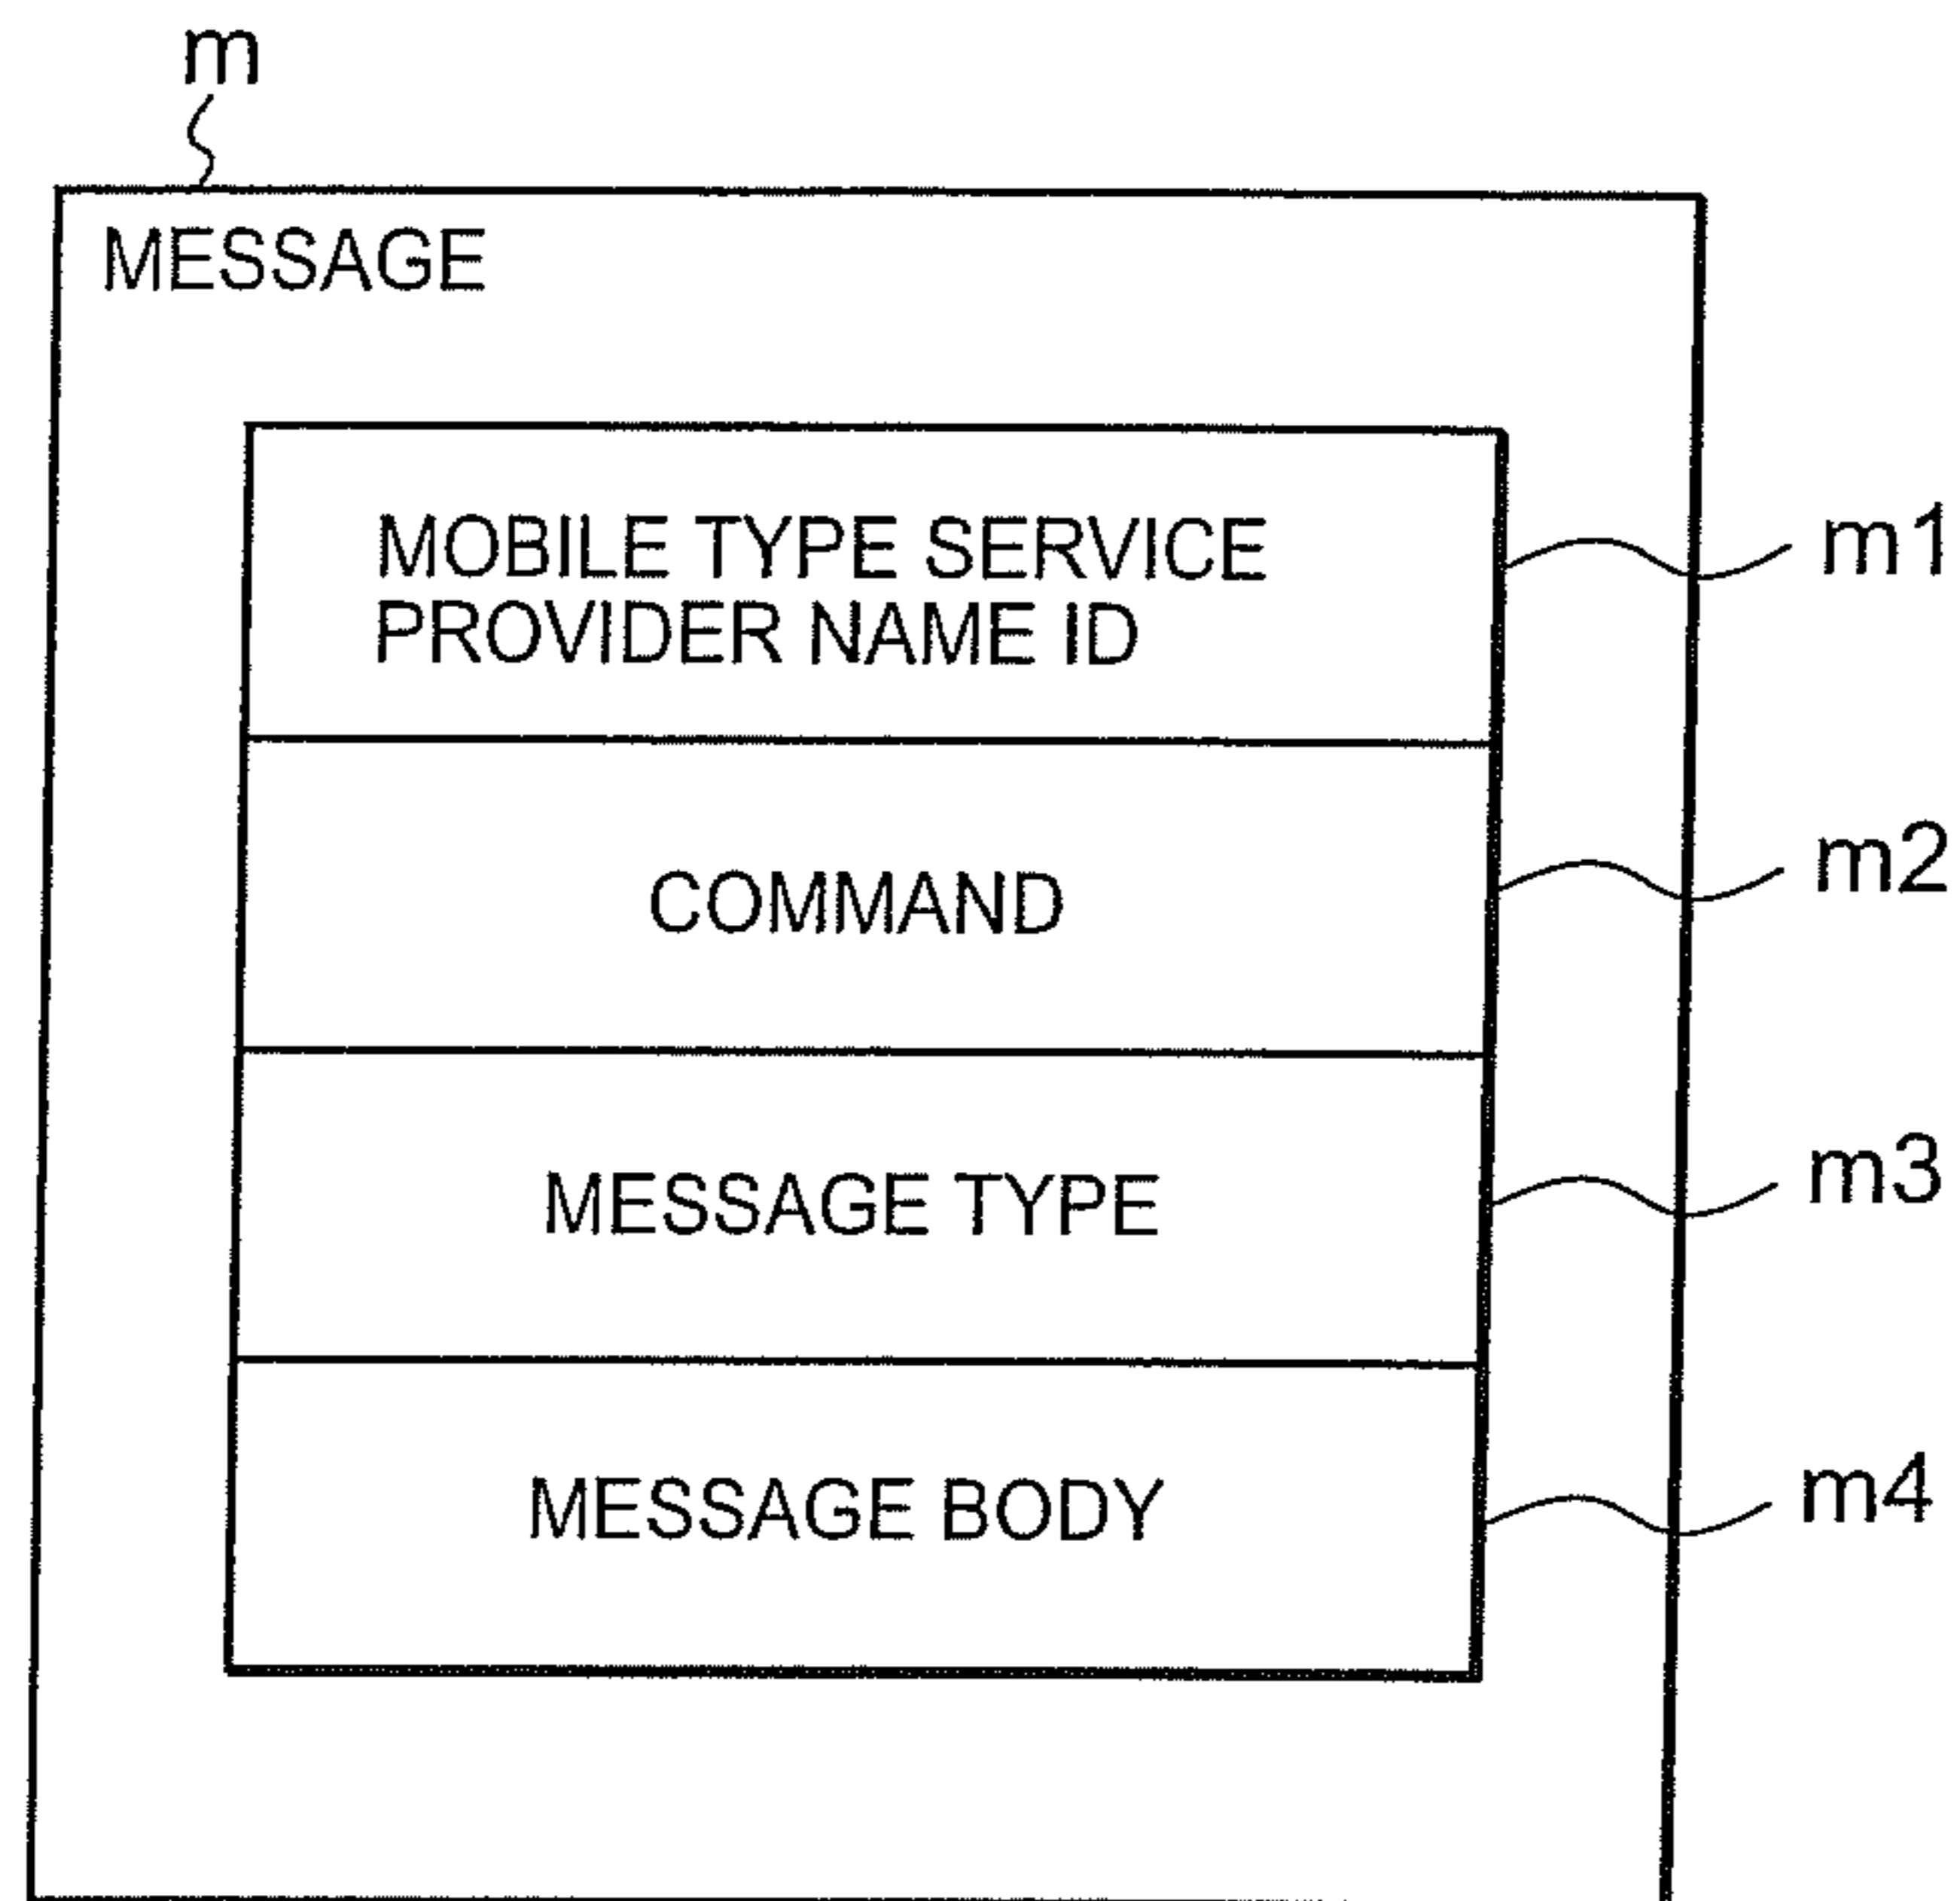 m
MESSAGE
MOBILE TYPE SERVICE
PROVIDER NAME ID
m1
COMMAND
m2
MESSAGE TYPE
m3
MESSAGE BODY
m4